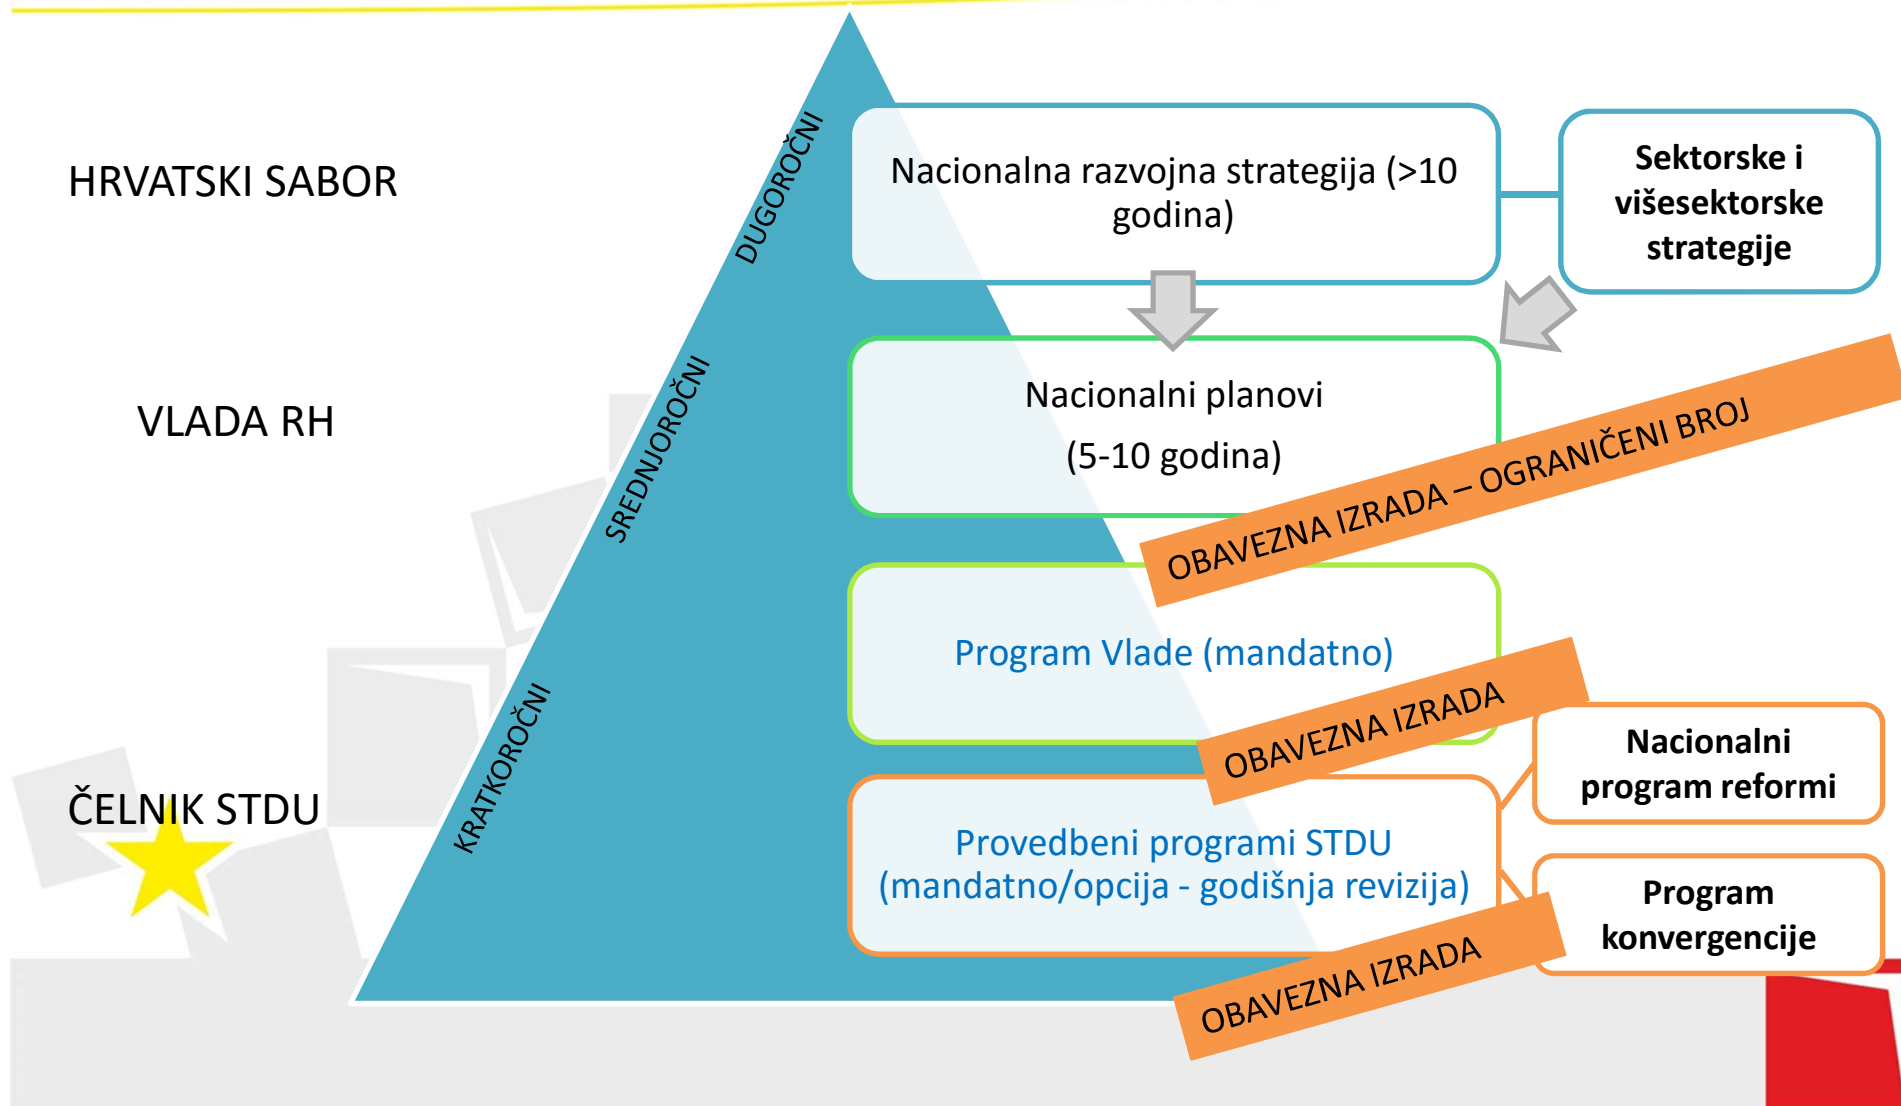 HRVATSKI SABOR
DUGOROČNI
Nacionalna razvojna strategija (>10
godina)
Sektorske i
višesektorske
strategije
VLADA RH
SREDNJOROČNI
Nacionalni planovi
(5-10 godina)
OBAVEZNA IZRADA – OGRANIČENI BROJ
Program Vlade (mandatno)
OBAVEZNA IZRADA
ČELNIK STDU
KRATKOROČNI
Provedbeni programi STDU
(mandatno/opcija - godišnja revizija)
OBAVEZNA IZRADA
Nacionalni
program reformi
Program
konvergencije